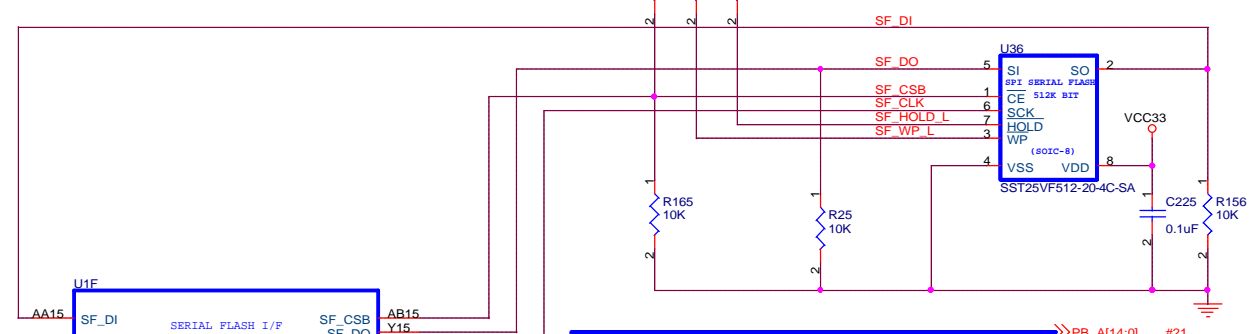 2 2 2
SF_DI
U36
SF_DO 5 SI SO 2
SPI SERIAL FLASH
SF_CSB 1 CE 512K BIT
SF_CLK 6 SCK
SF_HOLD_L 7 HOLD
SF_WP_L 3 WP
VCC33
(SOIC-8)
4 VSS VDD 8
SST25VF512-20-4C-SA
1 1 1 1
R165
10K
R25
10K
C225
0.1uF
R156
10K
2 2 2 2
U1F
AA15 SF_DI SERIAL FLASH I/F SF_CSB AB15
SF_DO Y15
PB_A[14:0] #21